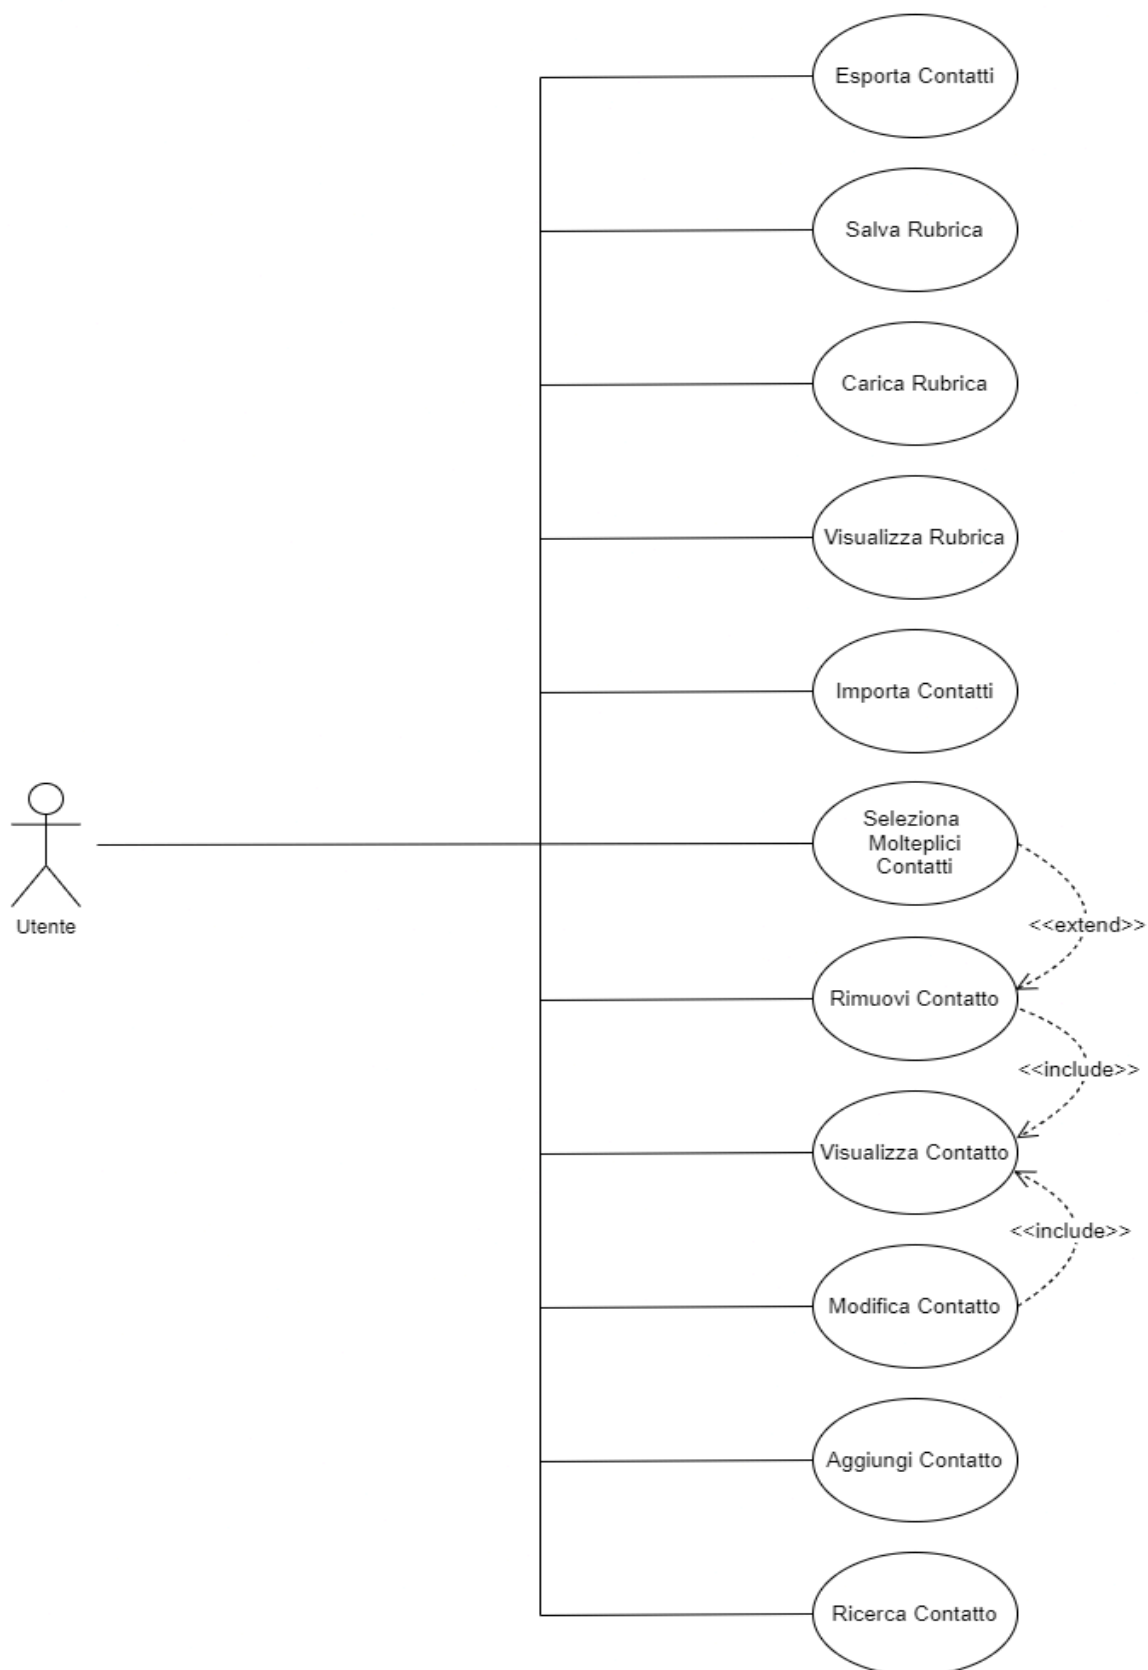 Esporta Contatti
Salva Rubrica
Carica Rubrica
Visualizza Rubrica
Importa Contatti
Seleziona
Molteplici
Contatti
Utente
<<extend>>
Rimuovi Contatto
<<include>>
Visualizza Contatto
<<include>>
Modifica Contatto
Aggiungi Contatto
Ricerca Contatto